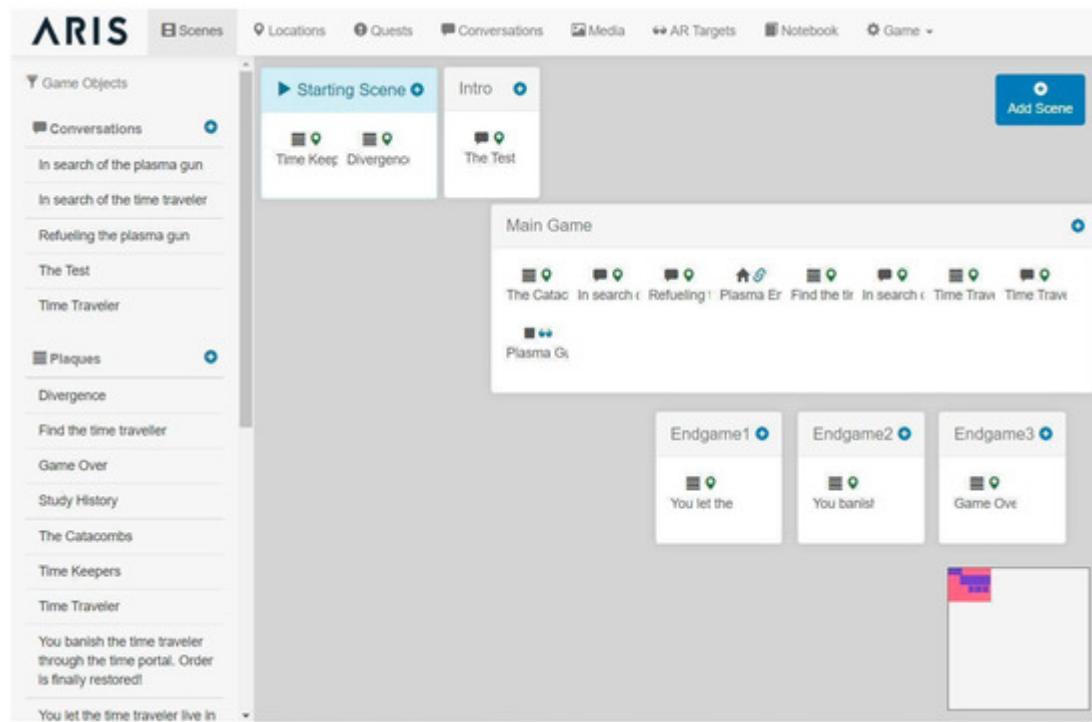 ARIS
Scenes
Locations
Quests
Conversations
Media
AR Targets
Notebook
Game
Game Objects
Conversations
In search of the plasma gun
In search of the time traveler
Refueling the plasma gun
The Test
Time Traveler
Plaques
Divergence
Find the time traveller
Game Over
Study History
The Catacombs
Time Keepers
Time Traveler
You banish the time traveler
through the time portal. Order
is finally restored!
You let the time traveler live in
Starting Scene
Time Keep
Divergenc
Intro
The Test
Add Scene
Main Game
The Catac
In search c
Refueling
Plasma Er
Find the tir
In search c
Time Trav
Time Trave
Plasma Gu
Endgame1
You let the
Endgame2
You banish
Endgame3
Game Ove